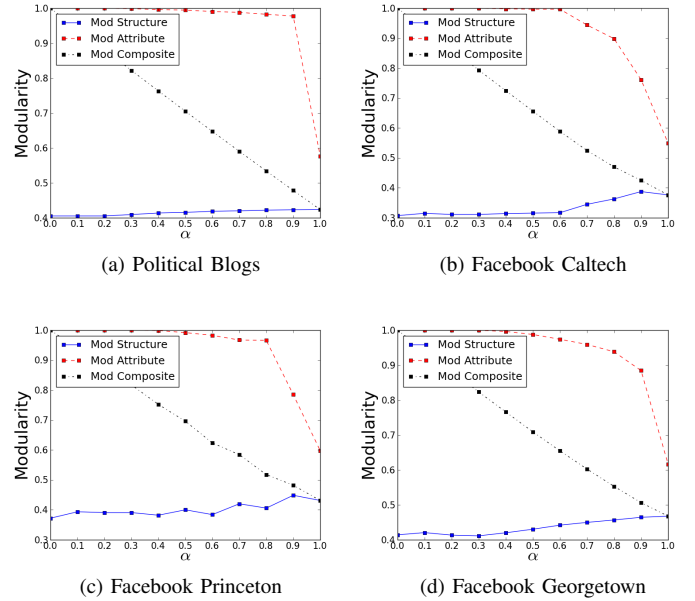 1.0
0.9
0.8
0.7
0.6
0.5
0.4
Modularity
Mod Structure
Mod Attribute
Mod Composite
0.0 0.1 0.2 0.3 0.4 0.5 0.6 0.7 0.8 0.9 1.0
α
(a) Political Blogs
1.0
0.9
0.8
0.7
0.6
0.5
0.4
0.3
Modularity
Mod Structure
Mod Attribute
Mod Composite
0.0 0.1 0.2 0.3 0.4 0.5 0.6 0.7 0.8 0.9 1.0
α
(b) Facebook Caltech
1.0
0.9
0.8
0.7
0.6
0.5
0.4
0.3
Modularity
Mod Structure
Mod Attribute
Mod Composite
0.0 0.1 0.2 0.3 0.4 0.5 0.6 0.7 0.8 0.9 1.0
α
(c) Facebook Princeton
1.0
0.9
0.8
0.7
0.6
0.5
0.4
Modularity
Mod Structure
Mod Attribute
Mod Composite
0.0 0.1 0.2 0.3 0.4 0.5 0.6 0.7 0.8 0.9 1.0
α
(d) Facebook Georgetown